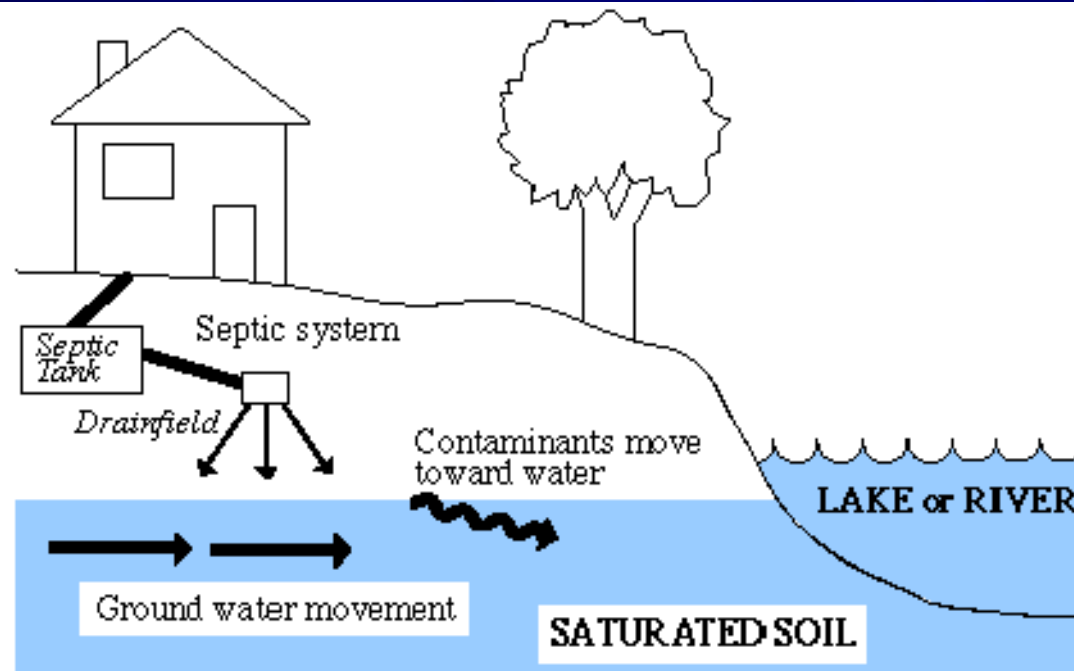 Septic system
Septic
Tank
Drainfield
Contaminants move
toward water
LAKE or RIVER
Ground water movement
SATURATED SOIL